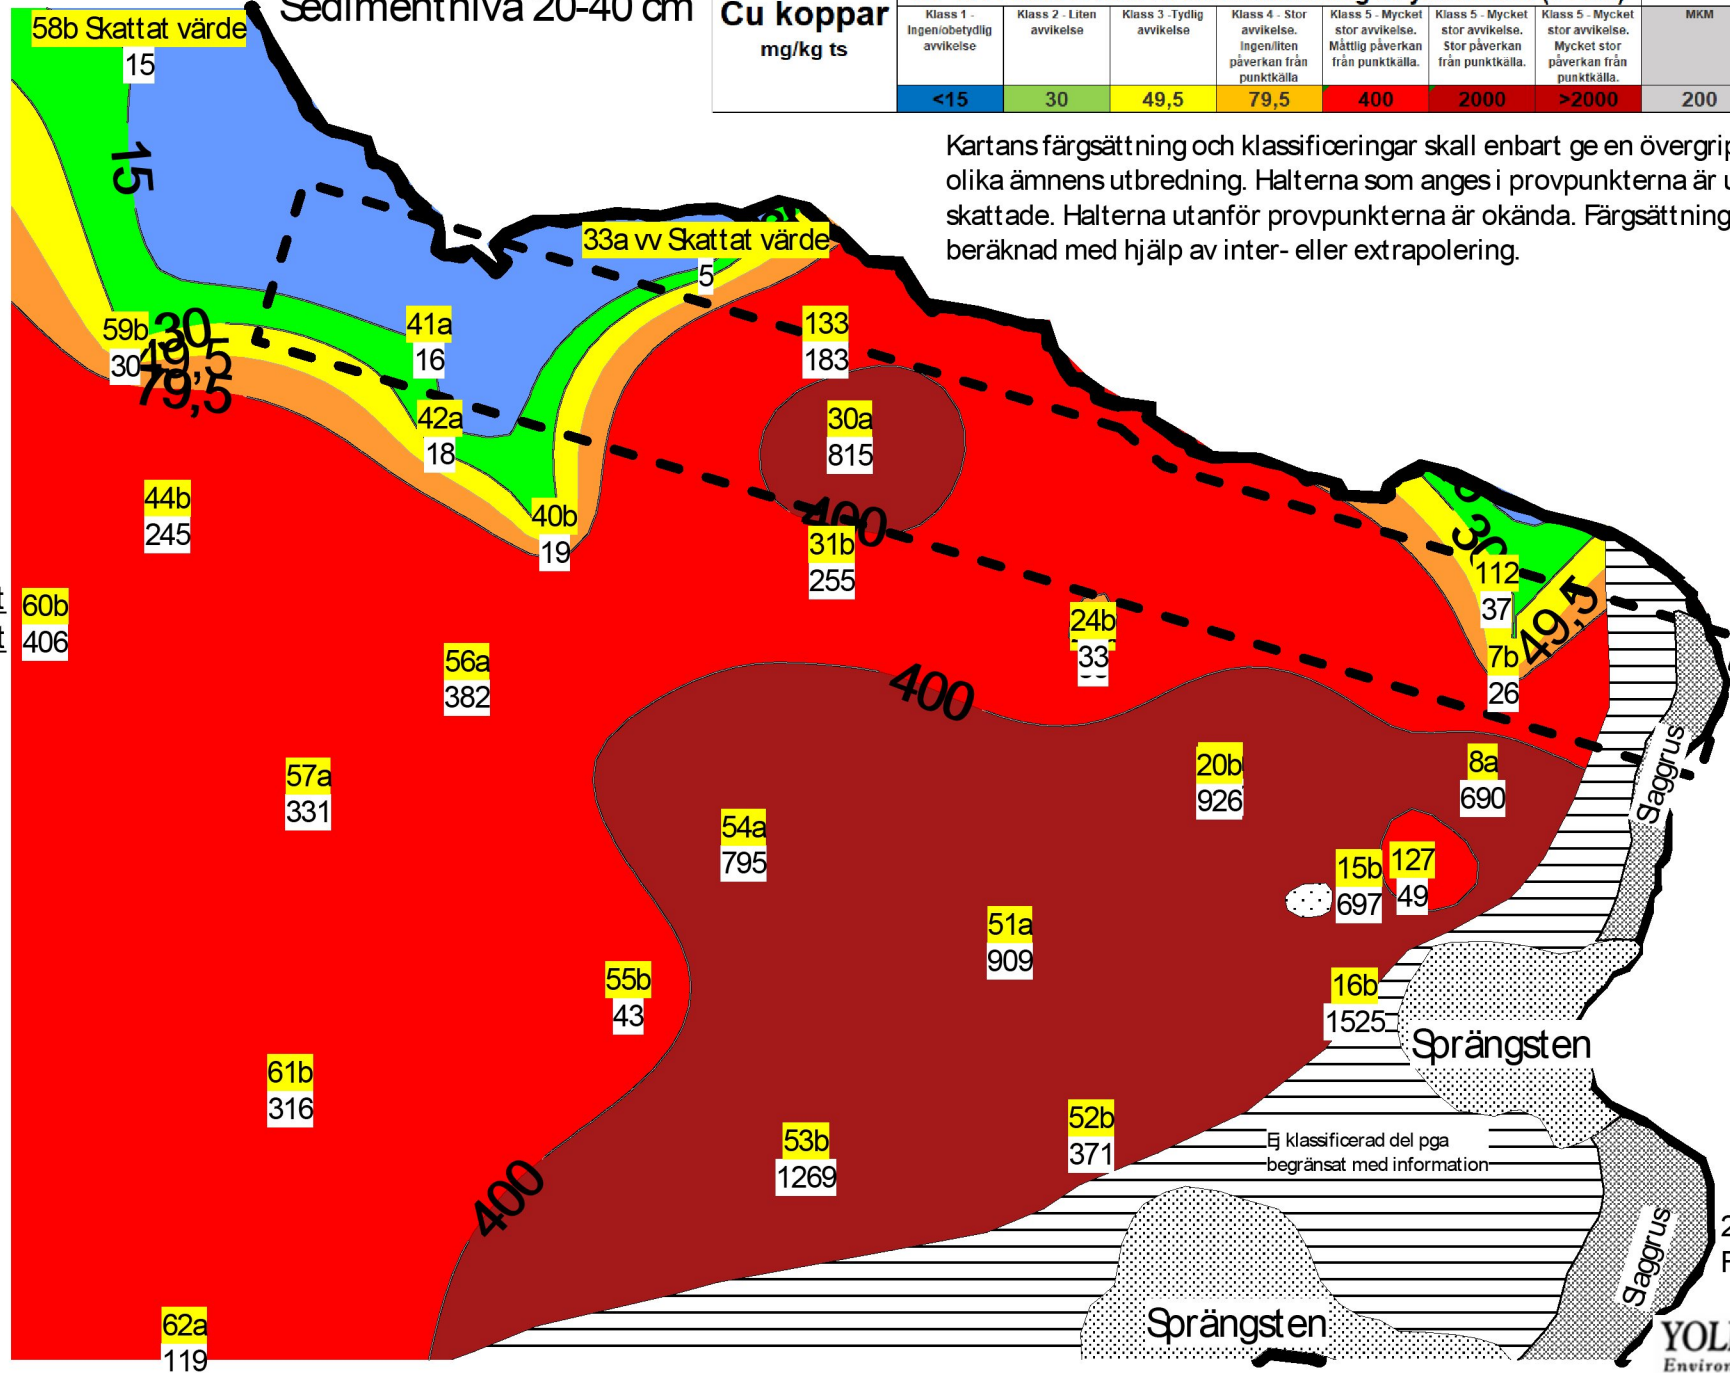 Sedimentnivå 20-40 cm
Cu koppar
mg/kg ts
Klass 1 -
Ingen/obetydlig
avvikelse
<15
Klass 2 - Liten
avvikelse
30
Klass 3 -Tydlig
avvikelse
49,5
Klass 4 - Stor
avvikelse.
Ingen/liten
påverkan från
punktkälla
79,5
Klass 5 - Mycket
stor avvikelse.
Måttlig påverkan
från punktkälla.
400
Klass 5 - Mycket
stor avvikelse.
Stor påverkan
från punktkälla.
2000
Klass 5 - Mycket
stor avvikelse.
Mycket stor
påverkan från
punktkälla.
>2000
MKM
200
Kartans färgsättning och klassificeringar skall enbart ge en övergrip
olika ämnens utbredning. Halterna som anges i provpunkterna är u
skattade. Halterna utanför provpunkterna är okända. Färgsättning
beräknad med hjälp av inter- eller extrapolering.
58b Skattat värde
15
15
33a vv Skattat värde
5
59b
30
30
49,5
79,5
41a
16
42a
18
133
183
30a
815
400
44b
245
40b
19
31b
255
30
112
37
49,5
60b
406
24b
33
7b
26
56a
382
400
57a
331
20b
926
8a
690
Slaggrus
54a
795
15b
697
127
49
51a
909
55b
43
16b
1525
Sprängsten
61b
316
52b
371
53b
1269
Ej klassificerad del pga
begränsat med information
400
Slaggrus
Sprängsten
62a
119
YOL
Environ